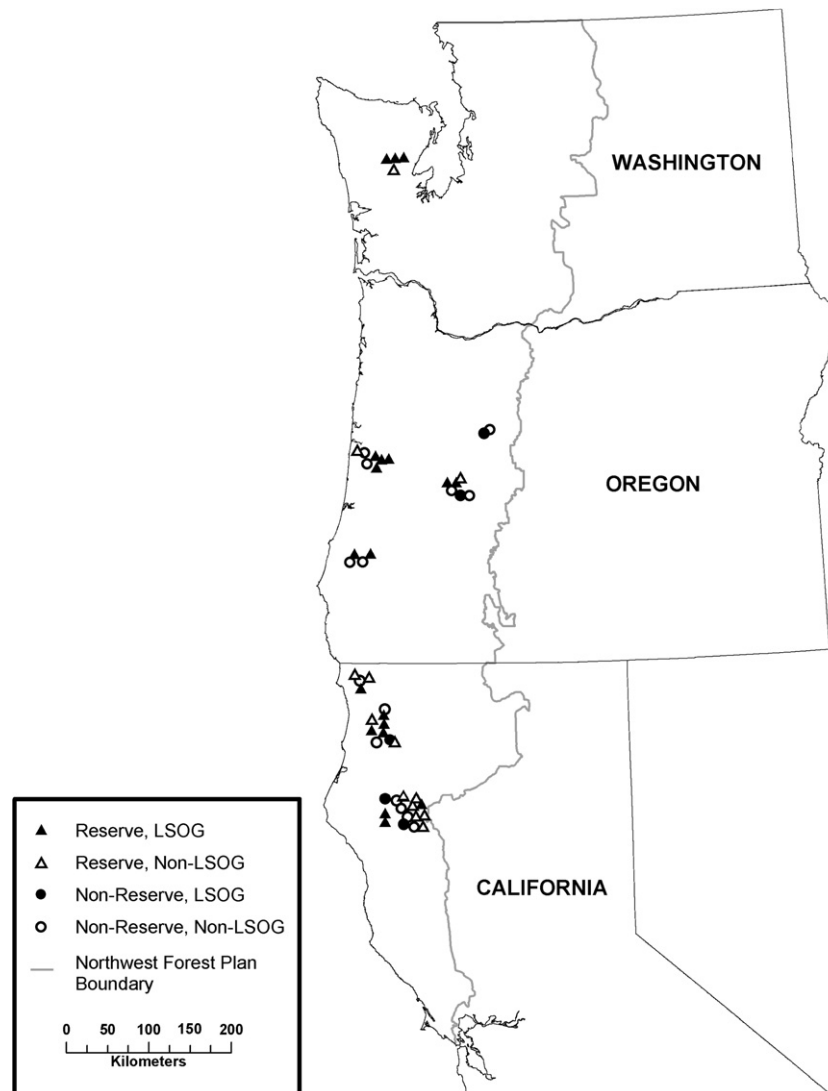 WASHINGTON
OREGON
CALIFORNIA
Reserve, LSOG
Reserve, Non-LSOG
Non-Reserve, LSOG
Non-Reserve, Non-LSOG
Northwest Forest Plan
Boundary
0 50 100 150 200
Kilometers